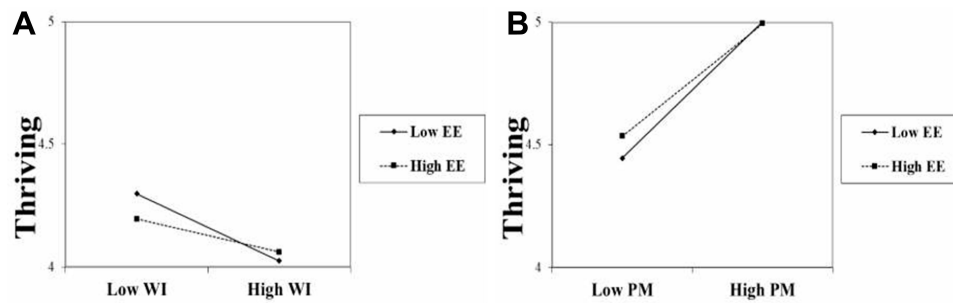 A
Thriving
5
4.5
4
Low WI
High WI
Low EE
High EE
B
Thriving
5
4.5
4
Low PM
High PM
Low EE
High EE